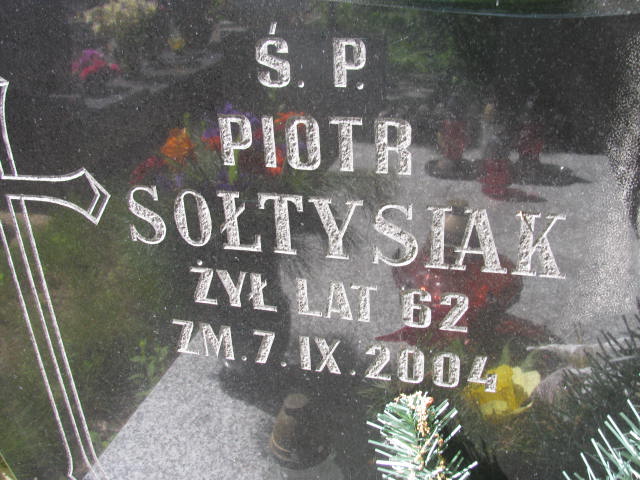 Ś. P.
PIOTR
SOŁTYSIAK
ŻYŁ LAT 62
ZM. 7. IX. 2004